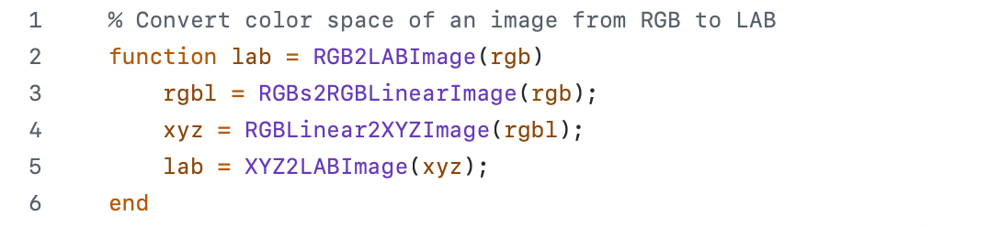 1 % Convert color space of an image from RGB to LAB
2 function lab = RGB2LABImage(rgb)
3 rgbl = RGBs2RGBLinearImage(rgb);
4 xyz = RGBLinear2XYZImage(rgbl);
5 lab = XYZ2LABImage(xyz);
6 end